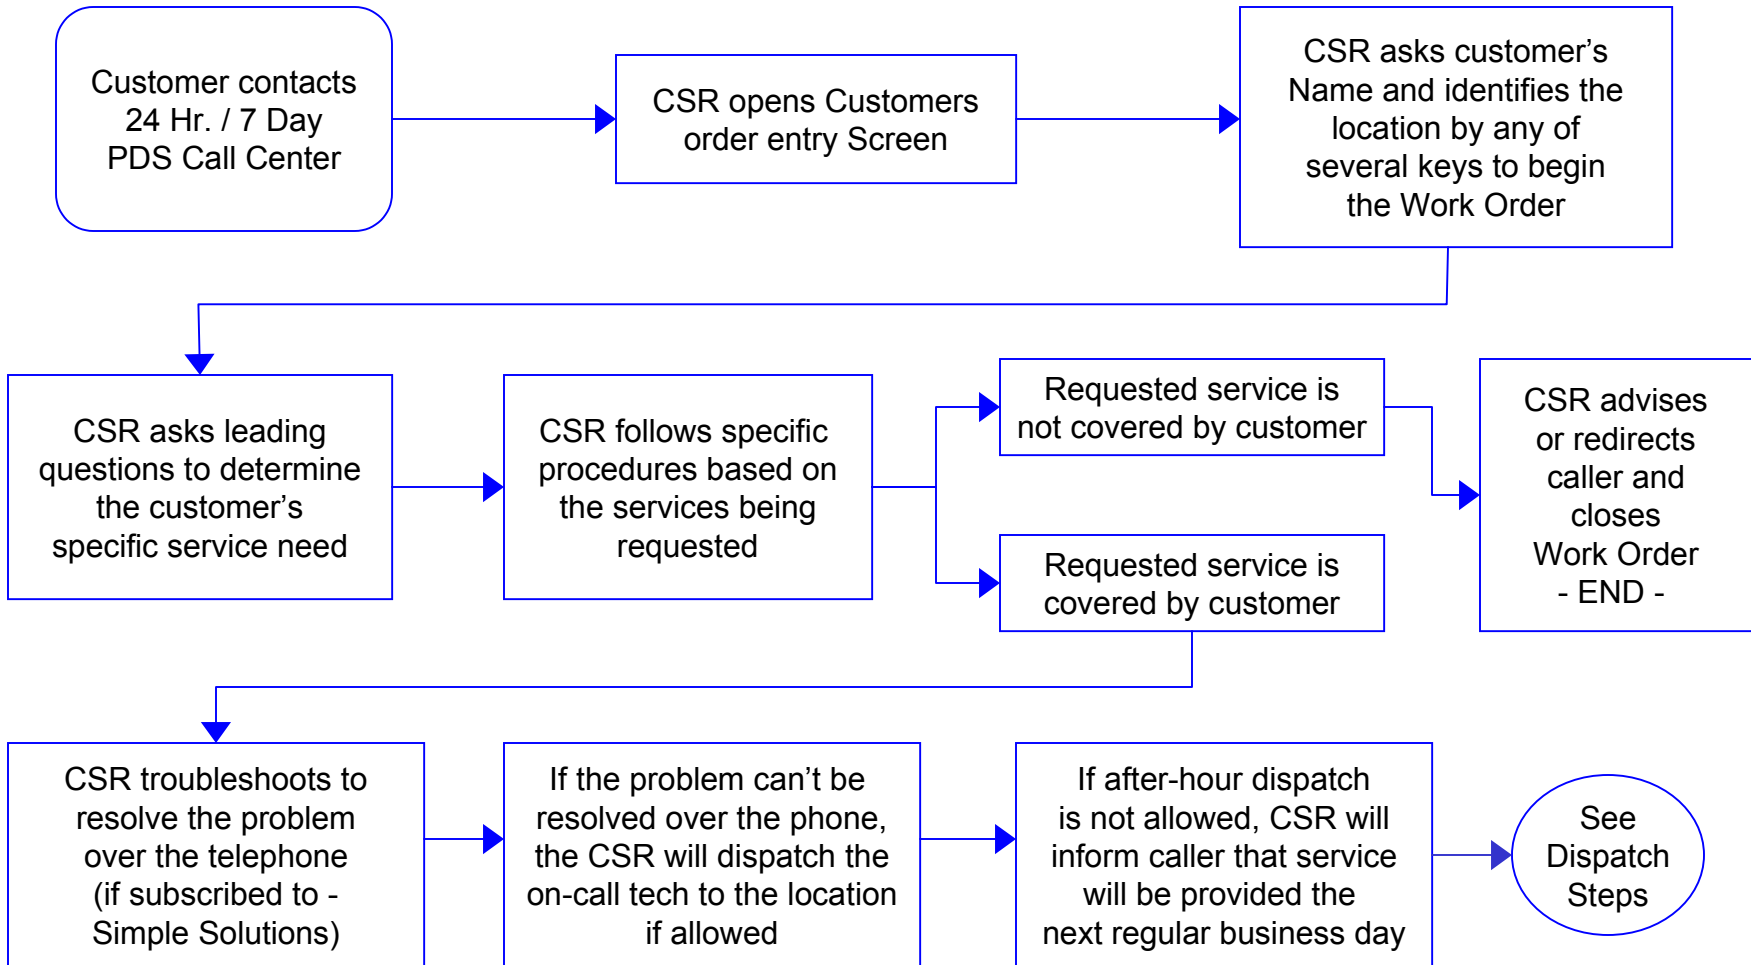 Customer contacts
24 Hr. / 7 Day
PDS Call Center
CSR opens Customers
order entry Screen
CSR asks customer’s
Name and identifies the
location by any of
several keys to begin
the Work Order
CSR asks leading
questions to determine
the customer’s
specific service need
CSR follows specific
procedures based on
the services being
requested
Requested service is
not covered by customer
Requested service is
covered by customer
CSR advises
or redirects
caller and
closes
Work Order
- END -
CSR troubleshoots to
resolve the problem
over the telephone
(if subscribed to -
Simple Solutions)
If the problem can’t be
resolved over the phone,
the CSR will dispatch the
on-call tech to the location
if allowed
If after-hour dispatch
is not allowed, CSR will
inform caller that service
will be provided the
next regular business day
See
Dispatch
Steps